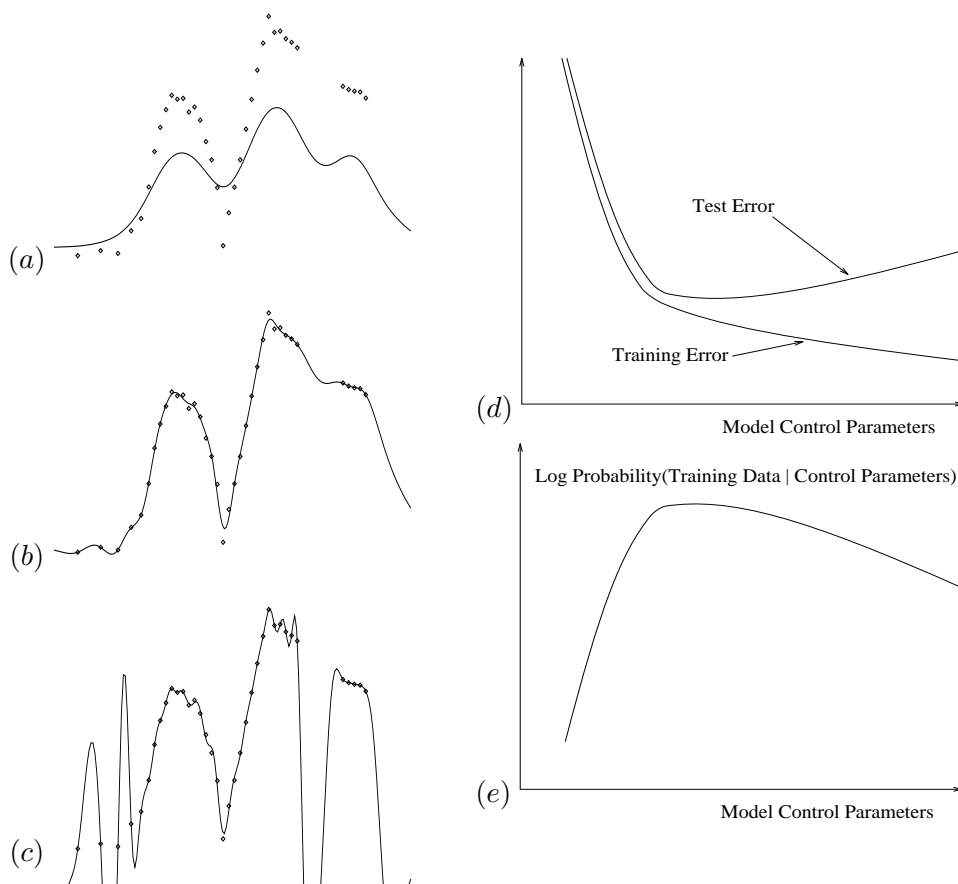 (a)
(b)
(c)
Test Error
Training Error
(d)
Model Control Parameters
Log Probability(Training Data | Control Parameters)
(e)
Model Control Parameters